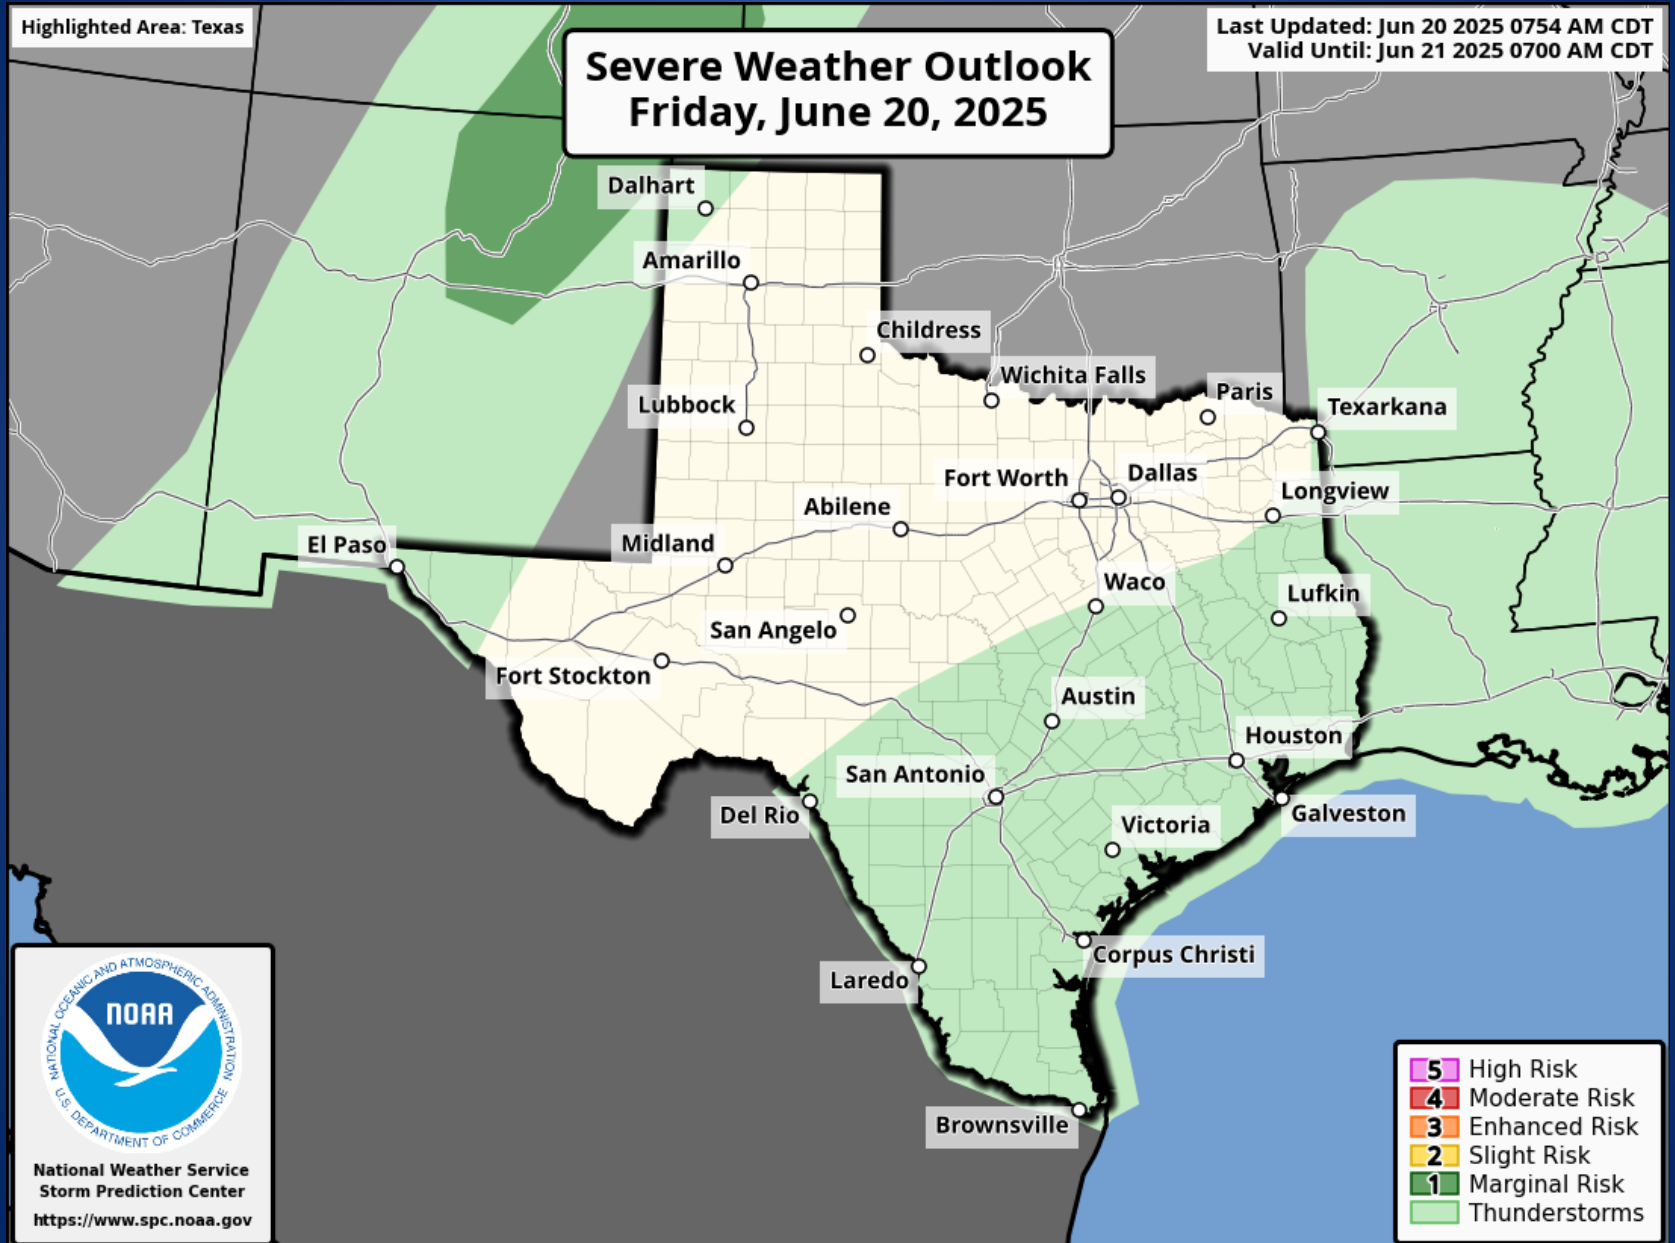 Highlighted Area: Texas
Last Updated: Jun 20 2025 0754 AM CDT
Valid Until: Jun 21 2025 0700 AM CDT
Severe Weather Outlook
Friday, June 20, 2025
Dalhart
Amarillo
Childress
Wichita Falls
Paris
Texarkana
Lubbock
Fort Worth
Dallas
Longview
Abilene
El Paso
Midland
Waco
Lufkin
San Angelo
Fort Stockton
Austin
Houston
San Antonio
Del Rio
Galveston
Victoria
Corpus Christi
Laredo
Brownsville
NATIONAL OCEANIC AND ATMOSPHERIC ADMINISTRATION
NOAA
U.S. DEPARTMENT OF COMMERCE
National Weather Service
Storm Prediction Center
https://www.spc.noaa.gov
5 High Risk
4 Moderate Risk
3 Enhanced Risk
2 Slight Risk
1 Marginal Risk
Thunderstorms